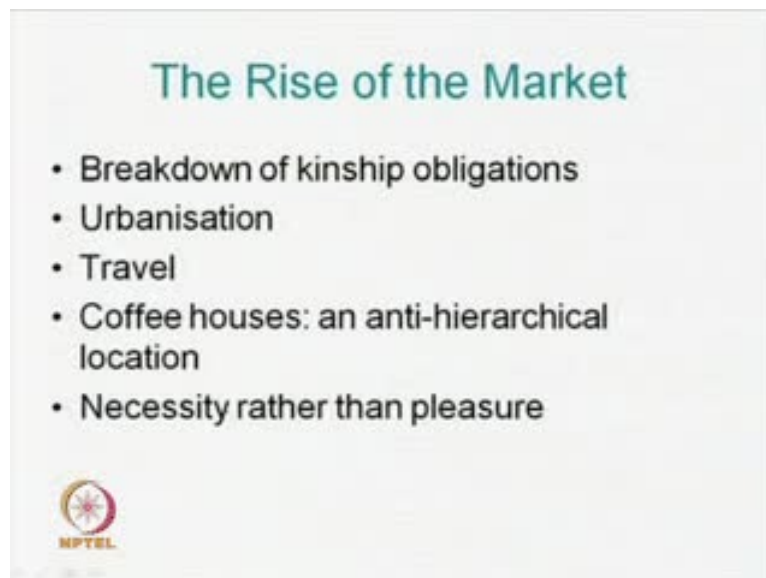 The Rise of the Market
• Breakdown of kinship obligations
• Urbanisation
• Travel
• Coffee houses: an anti-hierarchical
location
• Necessity rather than pleasure
NPTEL